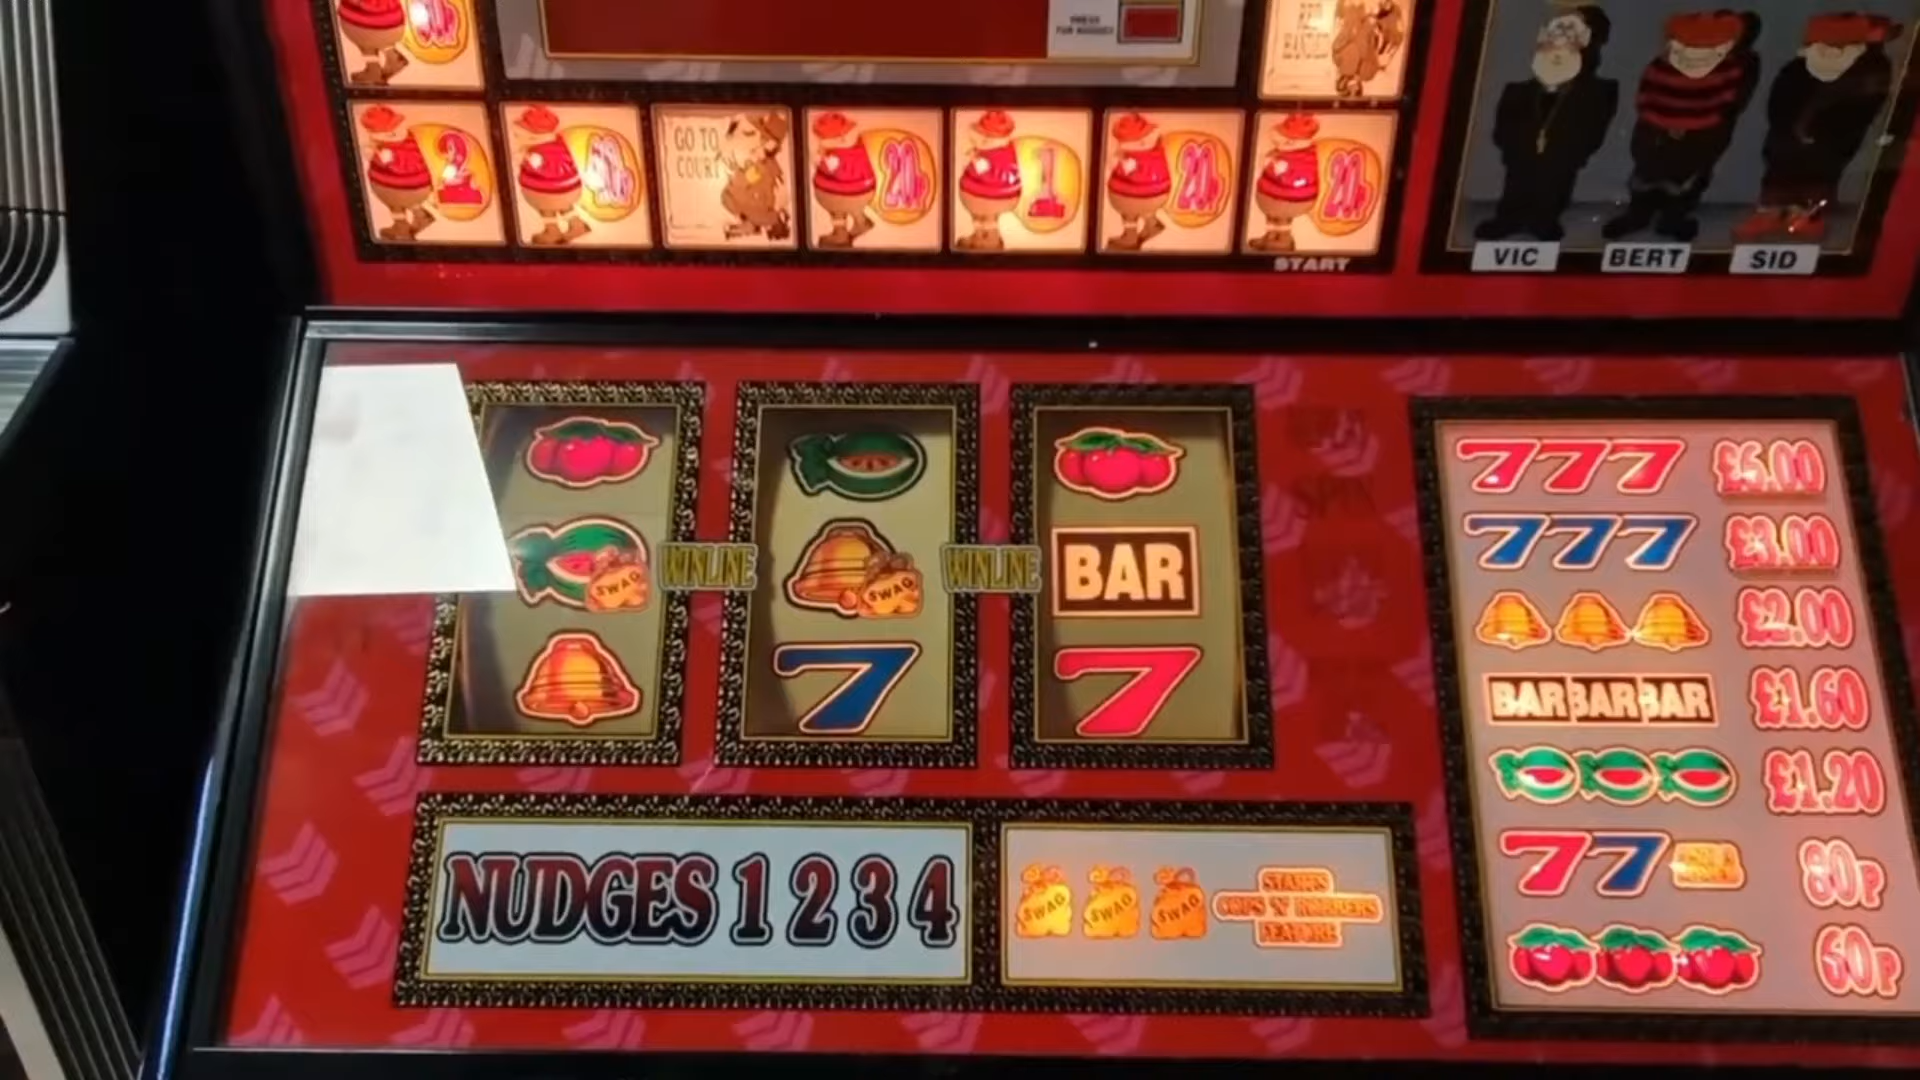 2
GO TO
COURT
20p
1
20p
20p
START
VIC
BERT
SID
SWAG
WINLINE
SWAG
WINLINE
BAR
7
7
777 £6.00
777 £3.00
£2.00
BAR BAR BAR £1.60
£1.20
77 80p
60p
NUDGES 1 2 3 4
SWAG SWAG SWAG
STARTS
COPS 'N' ROBBERS
FEATURE